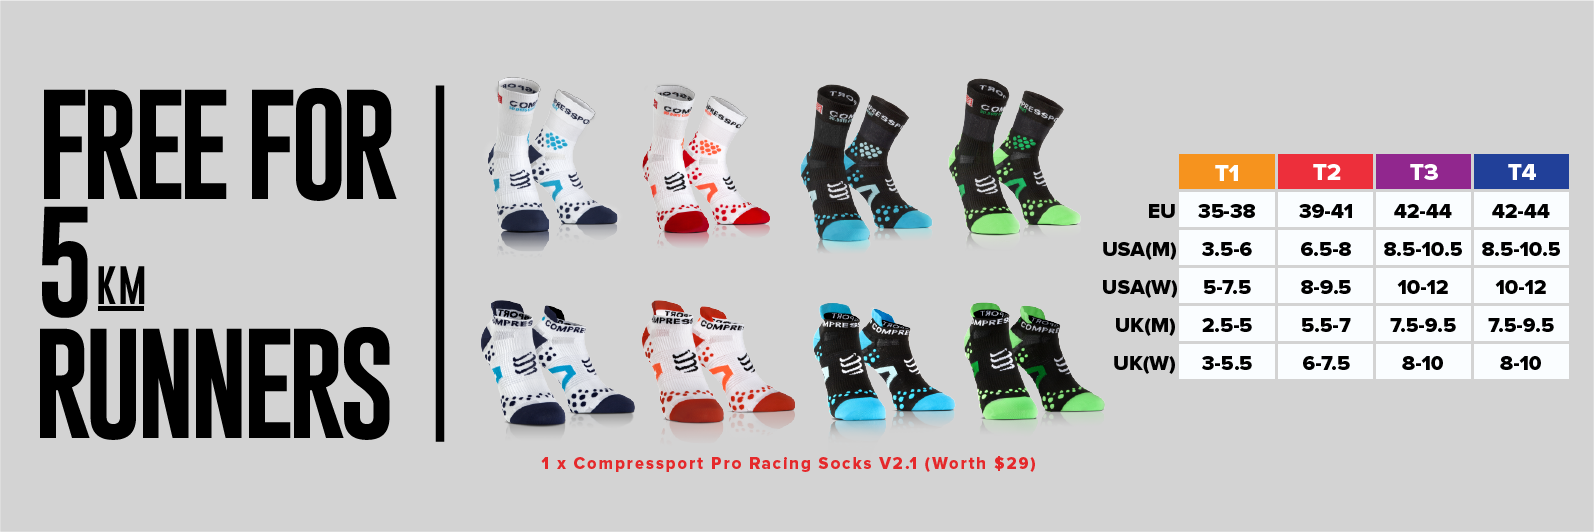 FREE FOR
5 KM
RUNNERS
1 x Compressport Pro Racing Socks V2.1 (Worth $29)
T1 T2 T3 T4
EU 35-38 39-41 42-44 42-44
USA(M) 3.5-6 6.5-8 8.5-10.5 8.5-10.5
USA(W) 5-7.5 8-9.5 10-12 10-12
UK(M) 2.5-5 5.5-7 7.5-9.5 7.5-9.5
UK(W) 3-5.5 6-7.5 8-10 8-10